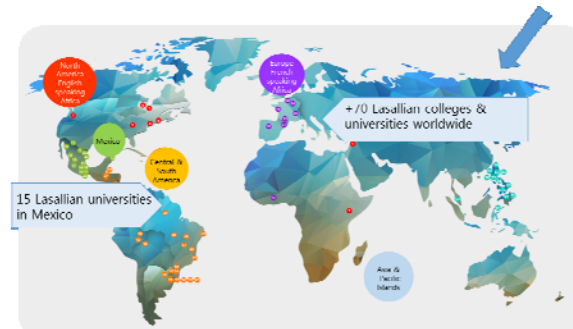 North
America
English
speaking
Africa
Europe
French
speaking
Africa
+70 Lasallian colleges &
universities worldwide
Mexico
Central &
South
America
15 Lasallian universities
in Mexico
Asia &
Pacific
Islands